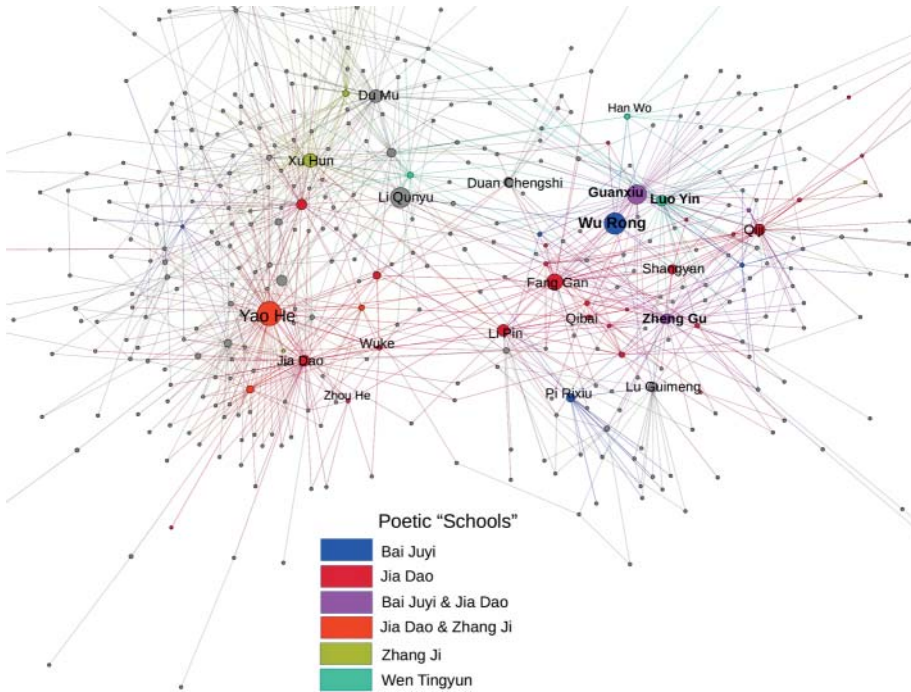 Du Mu
Han Wo
Xu Hun
Duan Chengshi
Li Qunyu
Guanxiu
Luo Yin
Wu Rong
Qiji
Shangyan
Fang Gan
Yao He
Qibai
Zheng Gu
Li Pin
Wuke
Jia Dao
Zhou He
Pi Rixiu
Lu Guimeng
Poetic “Schools”
Bai Juyi
Jia Dao
Bai Juyi & Jia Dao
Jia Dao & Zhang Ji
Zhang Ji
Wen Tingyun